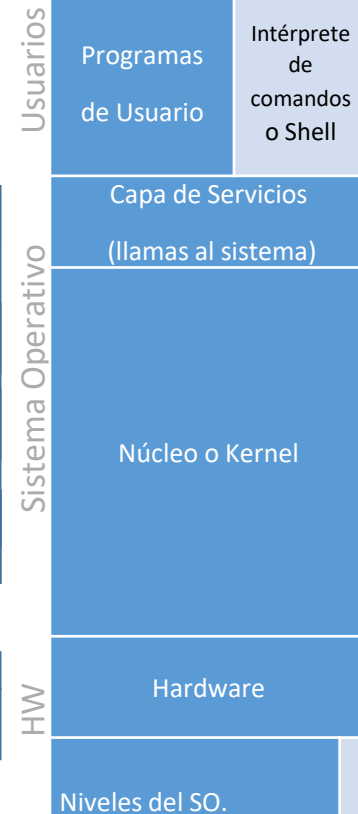 Usuarios
Programas
de Usuario
Intérprete
de
comandos
o Shell
Sistema Operativo
Capa de Servicios
(llamas al sistema)
Núcleo o Kernel
HW
Hardware
Niveles del SO.